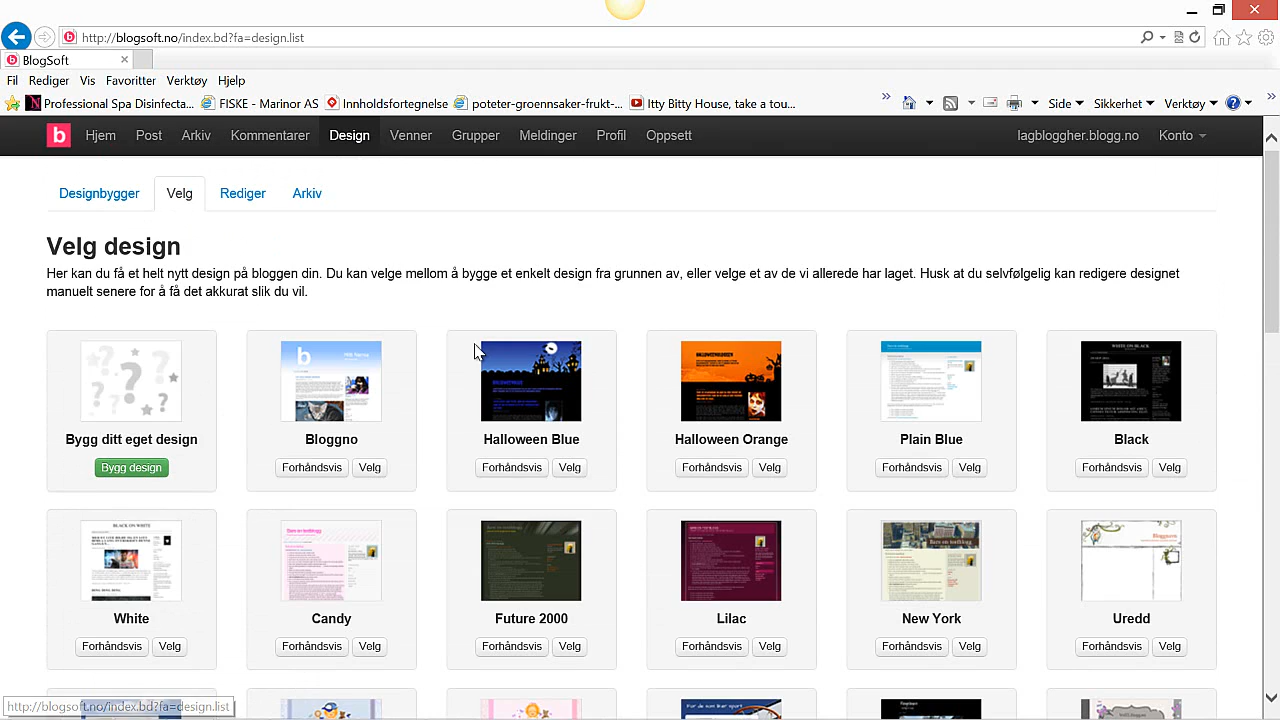 http://blogsoft.no/index.bd?fa=design.list
BlogSoft
Fil Rediger Vis Favoritter Verktøy Hjelp
Professional Spa Disinfecta... FISKE - Marinor AS Innholdsfortegnelse poteter-groennsaker-frukt-... Itty Bitty House, take a tou... Side Sikkerhet Verktøy
b Hjem Post Arkiv Kommentarer Design Venner Grupper Meldinger Profil Oppsett lagbloggher.blogg.no Konto
Designbygger Velg Rediger Arkiv
Velg design
Her kan du få et helt nytt design på bloggen din. Du kan velge mellom å bygge et enkelt design fra grunnen av, eller velge et av de vi allerede har laget. Husk at du selvfølgelig kan redigere designet
manuelt senere for å få det akkurat slik du vil.
Bygg ditt eget design Bloggno Halloween Blue Halloween Orange Plain Blue Black
Bygg design Forhåndsvis Velg Forhåndsvis Velg Forhåndsvis Velg Forhåndsvis Velg Forhåndsvis Velg
White Candy Future 2000 Lilac New York Uredd
Forhåndsvis Velg Forhåndsvis Velg Forhåndsvis Velg Forhåndsvis Velg Forhåndsvis Velg Forhåndsvis Velg
http://blogsoft.no/index.bd?fa=design.list